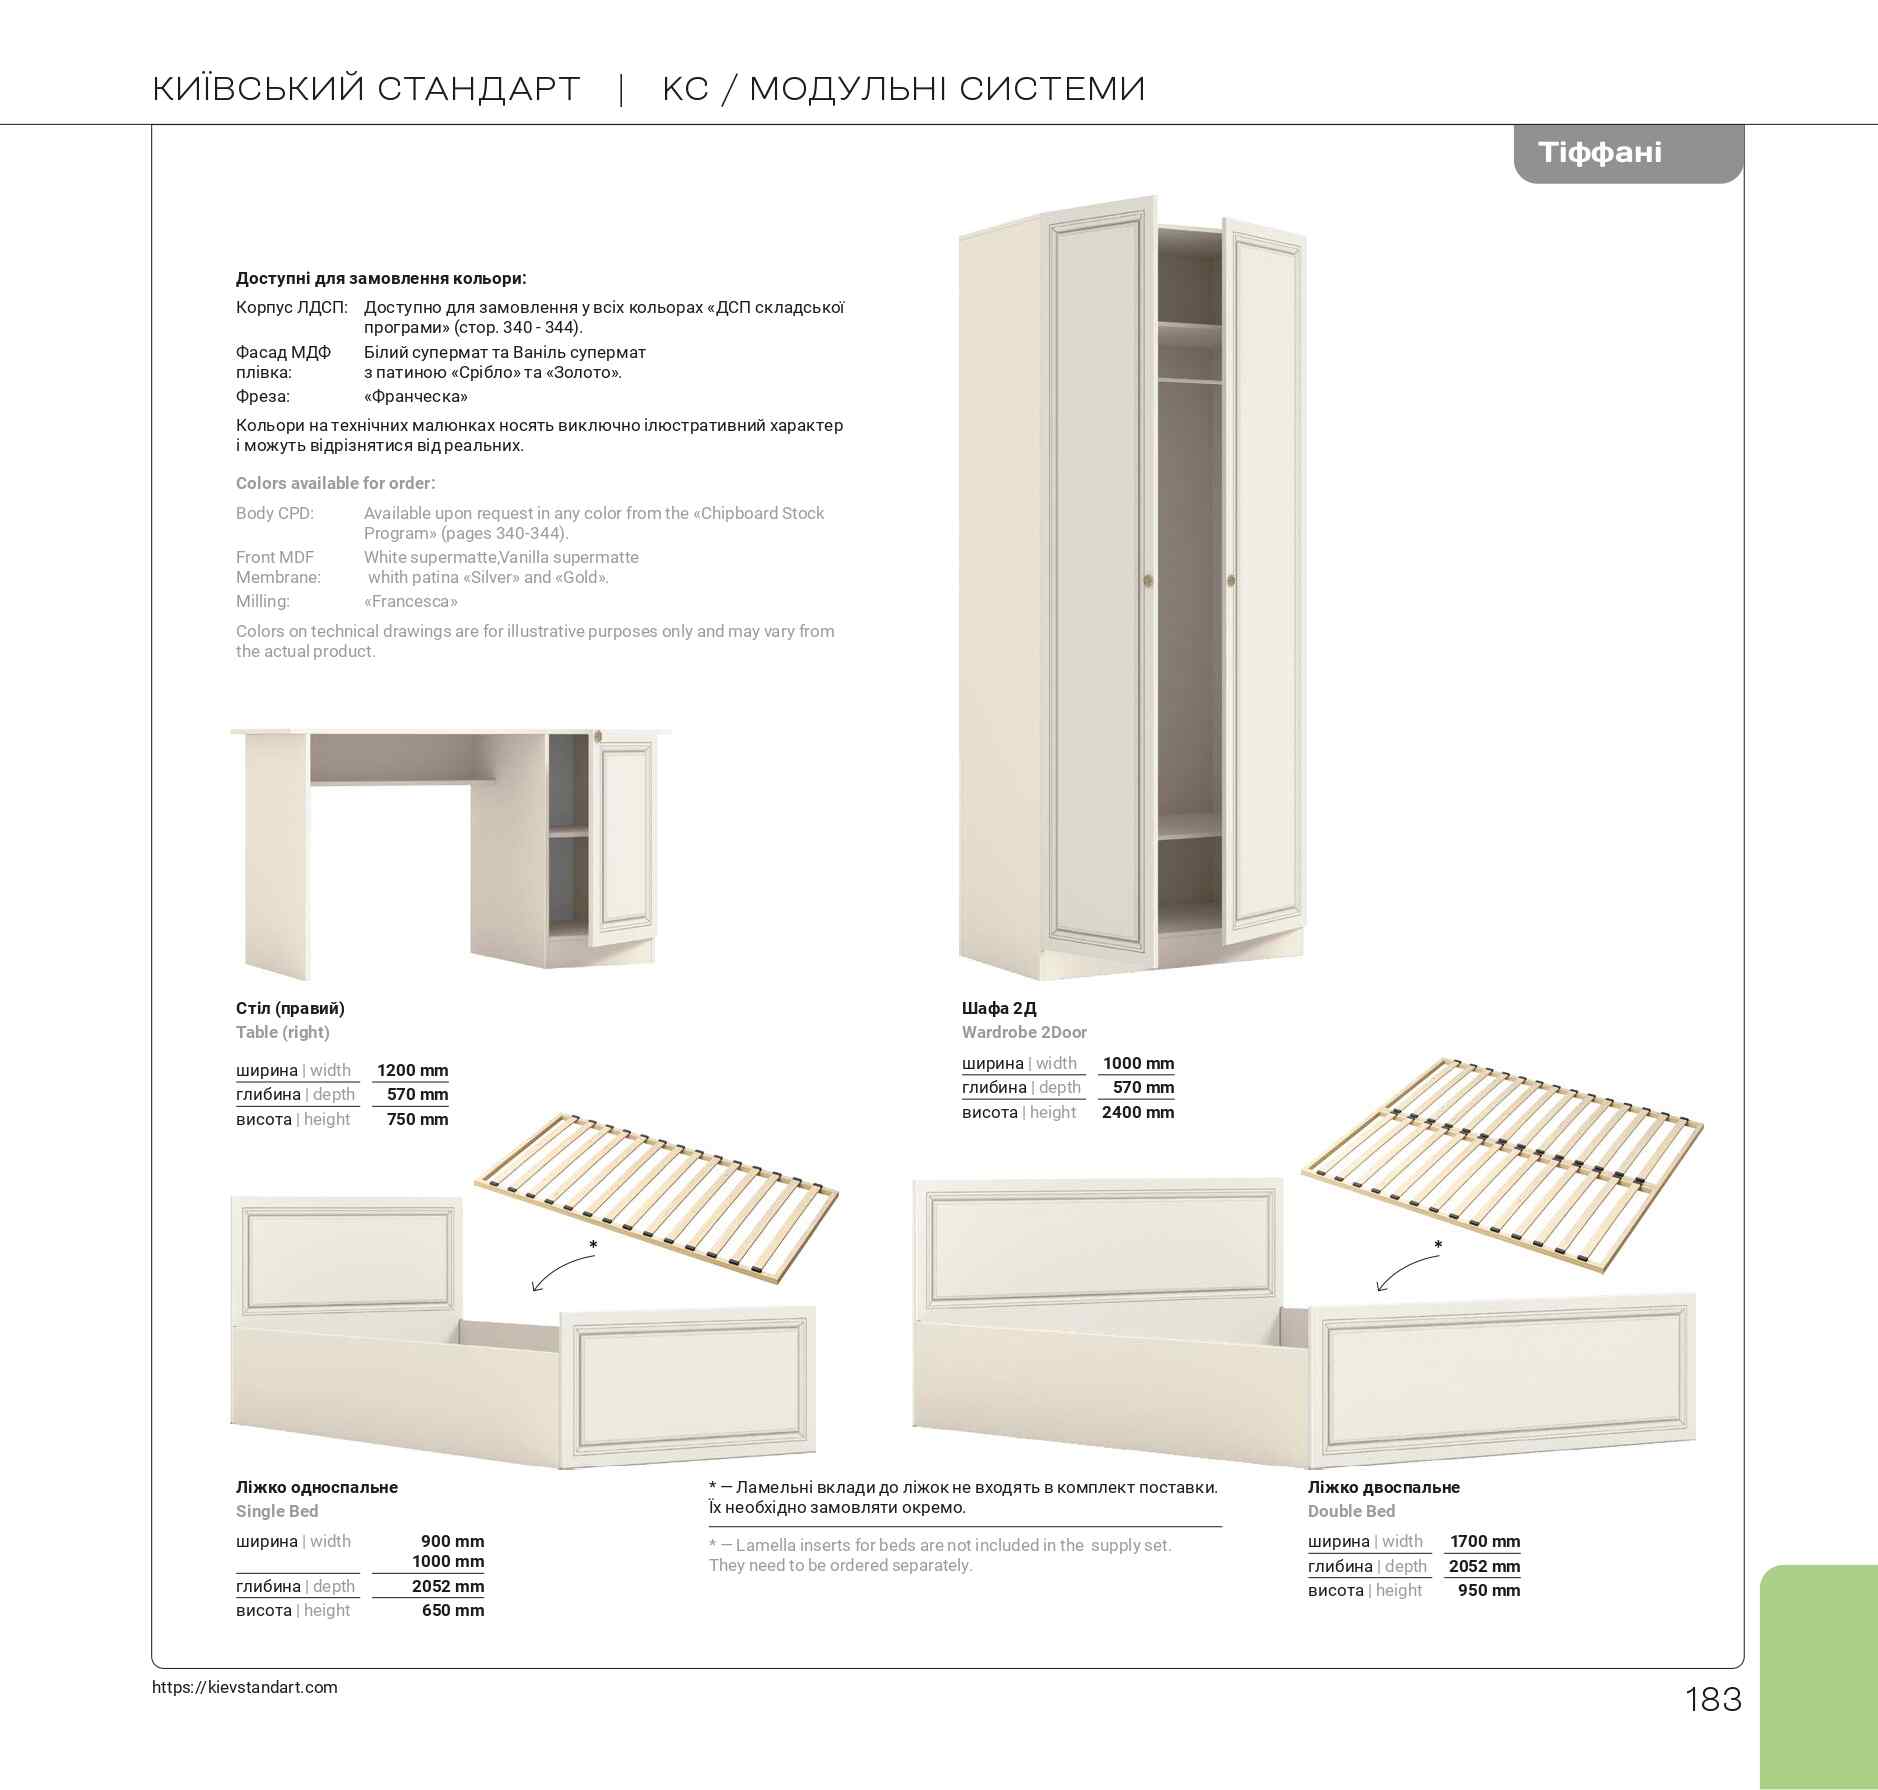 КИЇВСЬКИЙ СТАНДАРТ | КС / МОДУЛЬНІ СИСТЕМИ
Тіффані
Доступні для замовлення кольори:
Корпус ЛДСП: Доступно для замовлення у всіх кольорах «ДСП складської
програми» (стор. 340 - 344).
Фасад МДФ Білий супермат та Ваніль супермат
плівка: з патиною «Срібло» та «Золото».
Фреза: «Франческа»
Кольори на технічних малюнках носять виключно ілюстративний характер
і можуть відрізнятися від реальних.
Colors available for order:
Body CPD: Available upon request in any color from the «Chipboard Stock
Program» (pages 340-344).
Front MDF White supermatte,Vanilla supermatte
Membrane: whith patina «Silver» and «Gold».
Milling: «Francesca»
Colors on technical drawings are for illustrative purposes only and may vary from
the actual product.
Стіл (правий)
Table (right)
ширина | width 1200 mm
глибина | depth 570 mm
висота | height 750 mm
Шафа 2Д
Wardrobe 2Door
ширина | width 1000 mm
глибина | depth 570 mm
висота | height 2400 mm
*
*
Ліжко односпальне
Single Bed
ширина | width 900 mm
1000 mm
глибина | depth 2052 mm
висота | height 650 mm
* — Ламельні вклади до ліжок не входять в комплект поставки.
Їх необхідно замовляти окремо.
* — Lamella inserts for beds are not included in the supply set.
They need to be ordered separately.
Ліжко двоспальне
Double Bed
ширина | width 1700 mm
глибина | depth 2052 mm
висота | height 950 mm
https://kievstandart.com
183